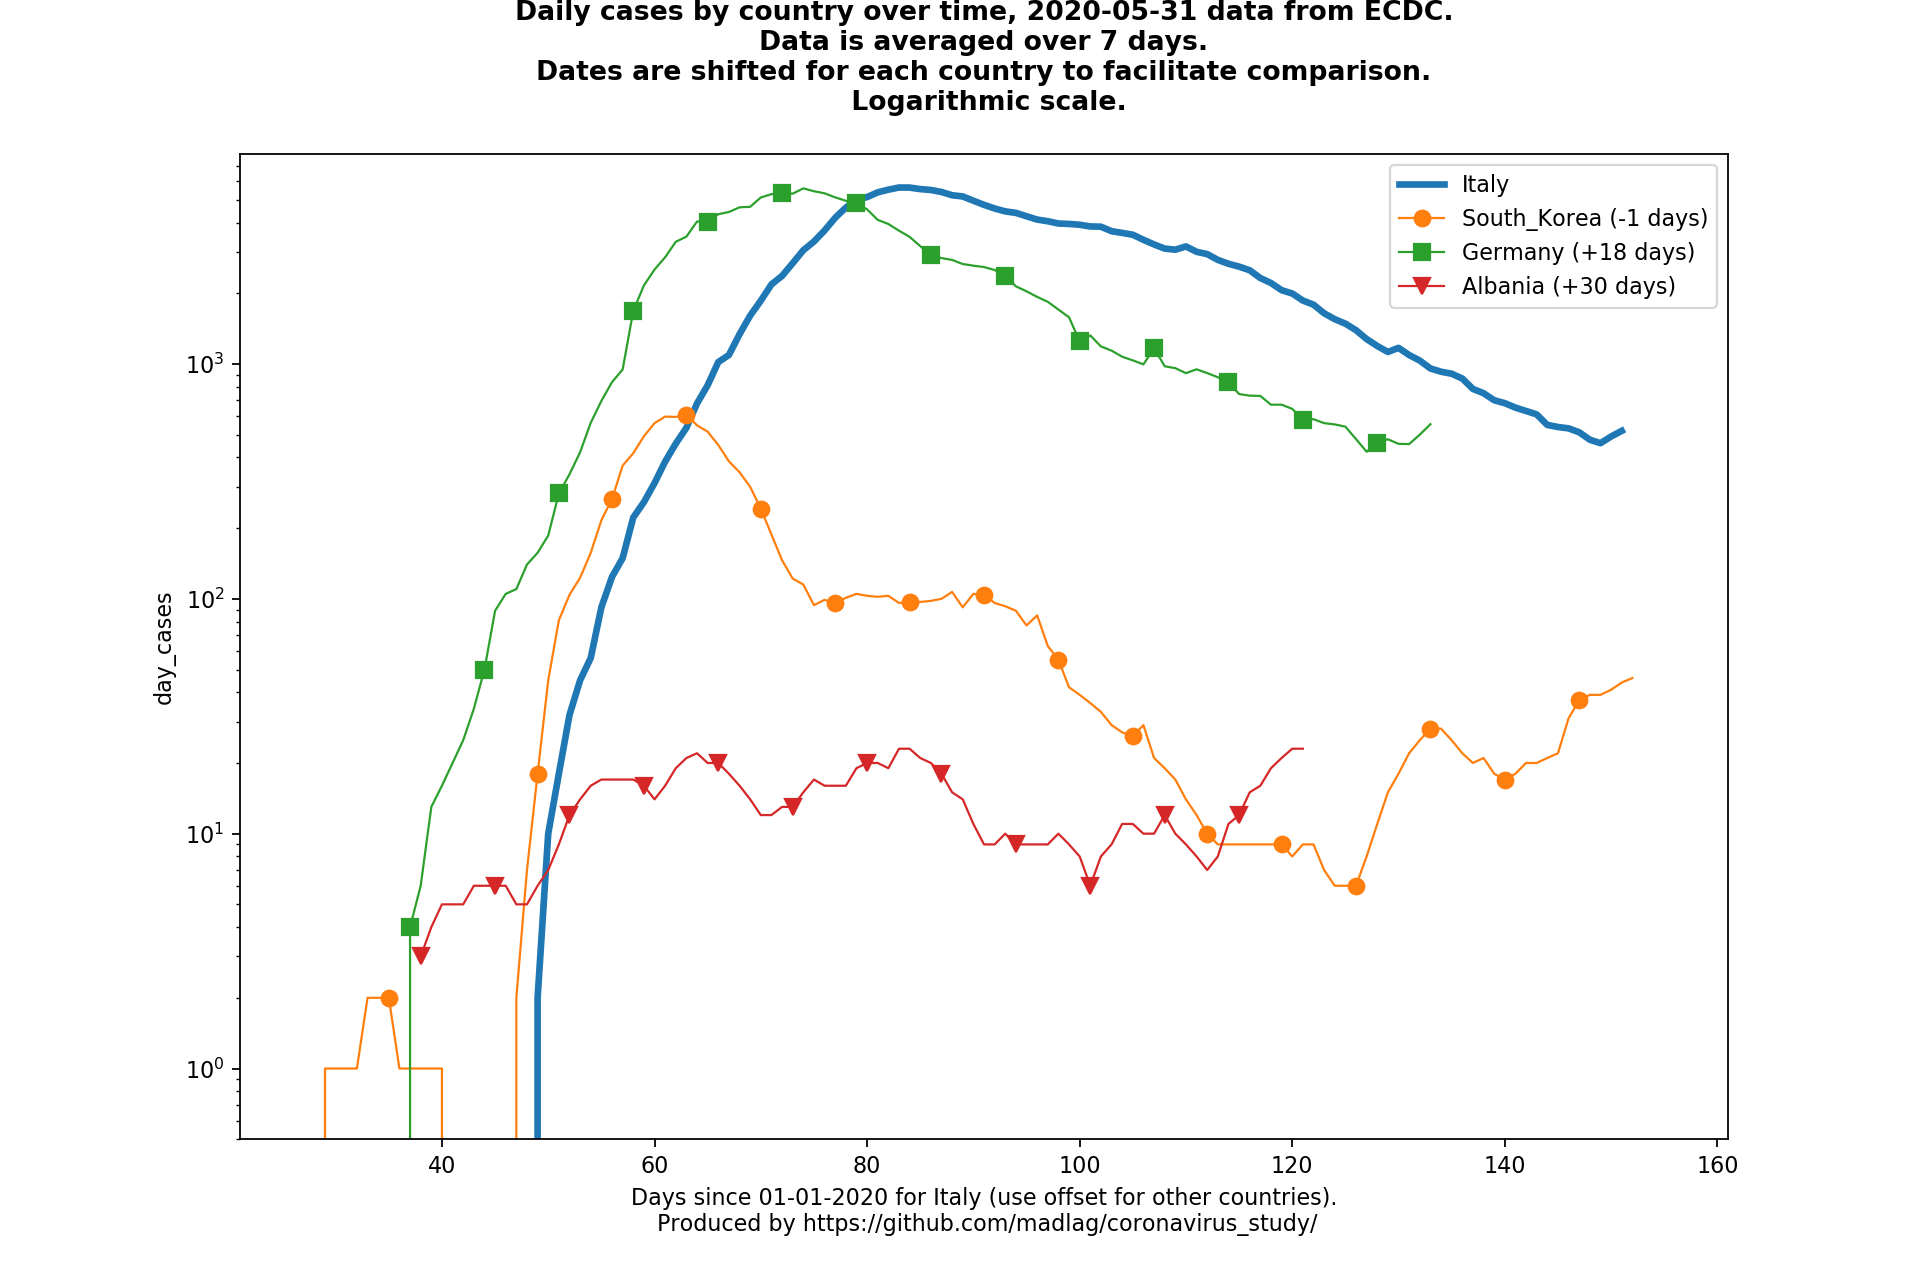 Daily cases by country over time, 2020-05-31 data from ECDC.
Data is averaged over 7 days.
Dates are shifted for each country to facilitate comparison.
Logarithmic scale.
Italy
South_Korea (-1 days)
Germany (+18 days)
Albania (+30 days)
day_cases
10³
10²
10¹
10⁰
40 60 80 100 120 140 160
Days since 01-01-2020 for Italy (use offset for other countries).
Produced by https://github.com/madlag/coronavirus_study/